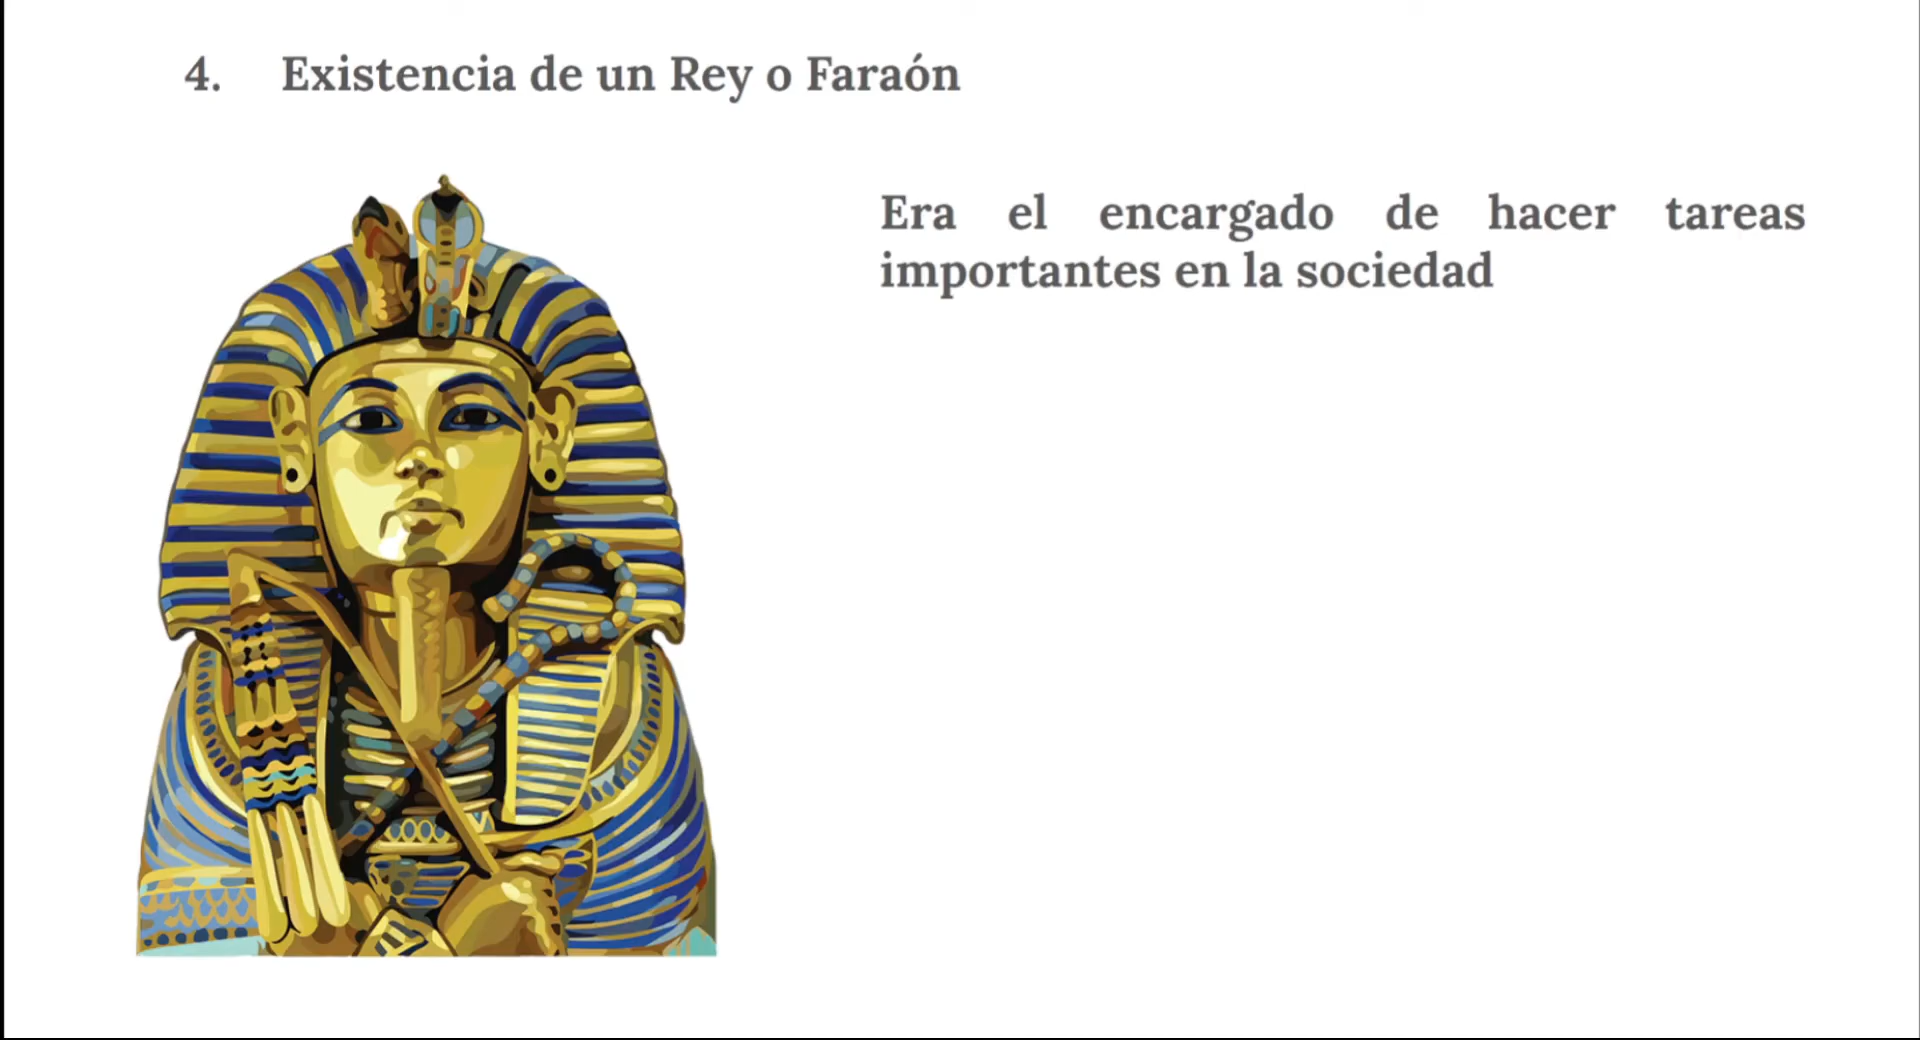 4. Existencia de un Rey o Faraón
Era el encargado de hacer tareas
importantes en la sociedad